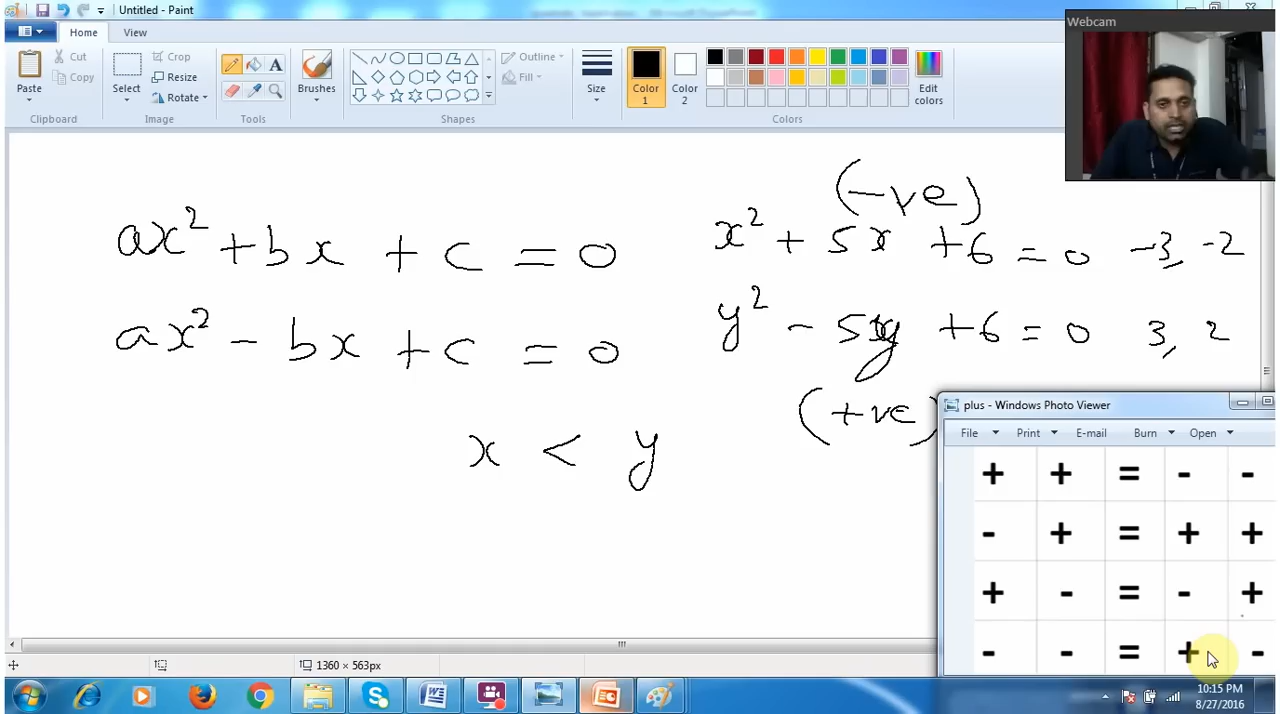 Untitled - Paint
Home
View
Paste
Cut
Copy
Clipboard
Select
Crop
Resize
Rotate
Image
Tools
Brushes
Shapes
Outline
Fill
Size
Color 1
Color 2
Edit colors
Colors
Webcam
(-ve)
ax² + bx + c = 0
x² + 5x + 6 = 0 -3, -2
ax² - bx + c = 0
y² - 5y + 6 = 0 3, 2
(+ve)
x < y
plus - Windows Photo Viewer
File Print E-mail Burn Open
+ + = - -
- + = + +
+ - = - +
- - = + -
1360 × 563px
10:15 PM
8/27/2016